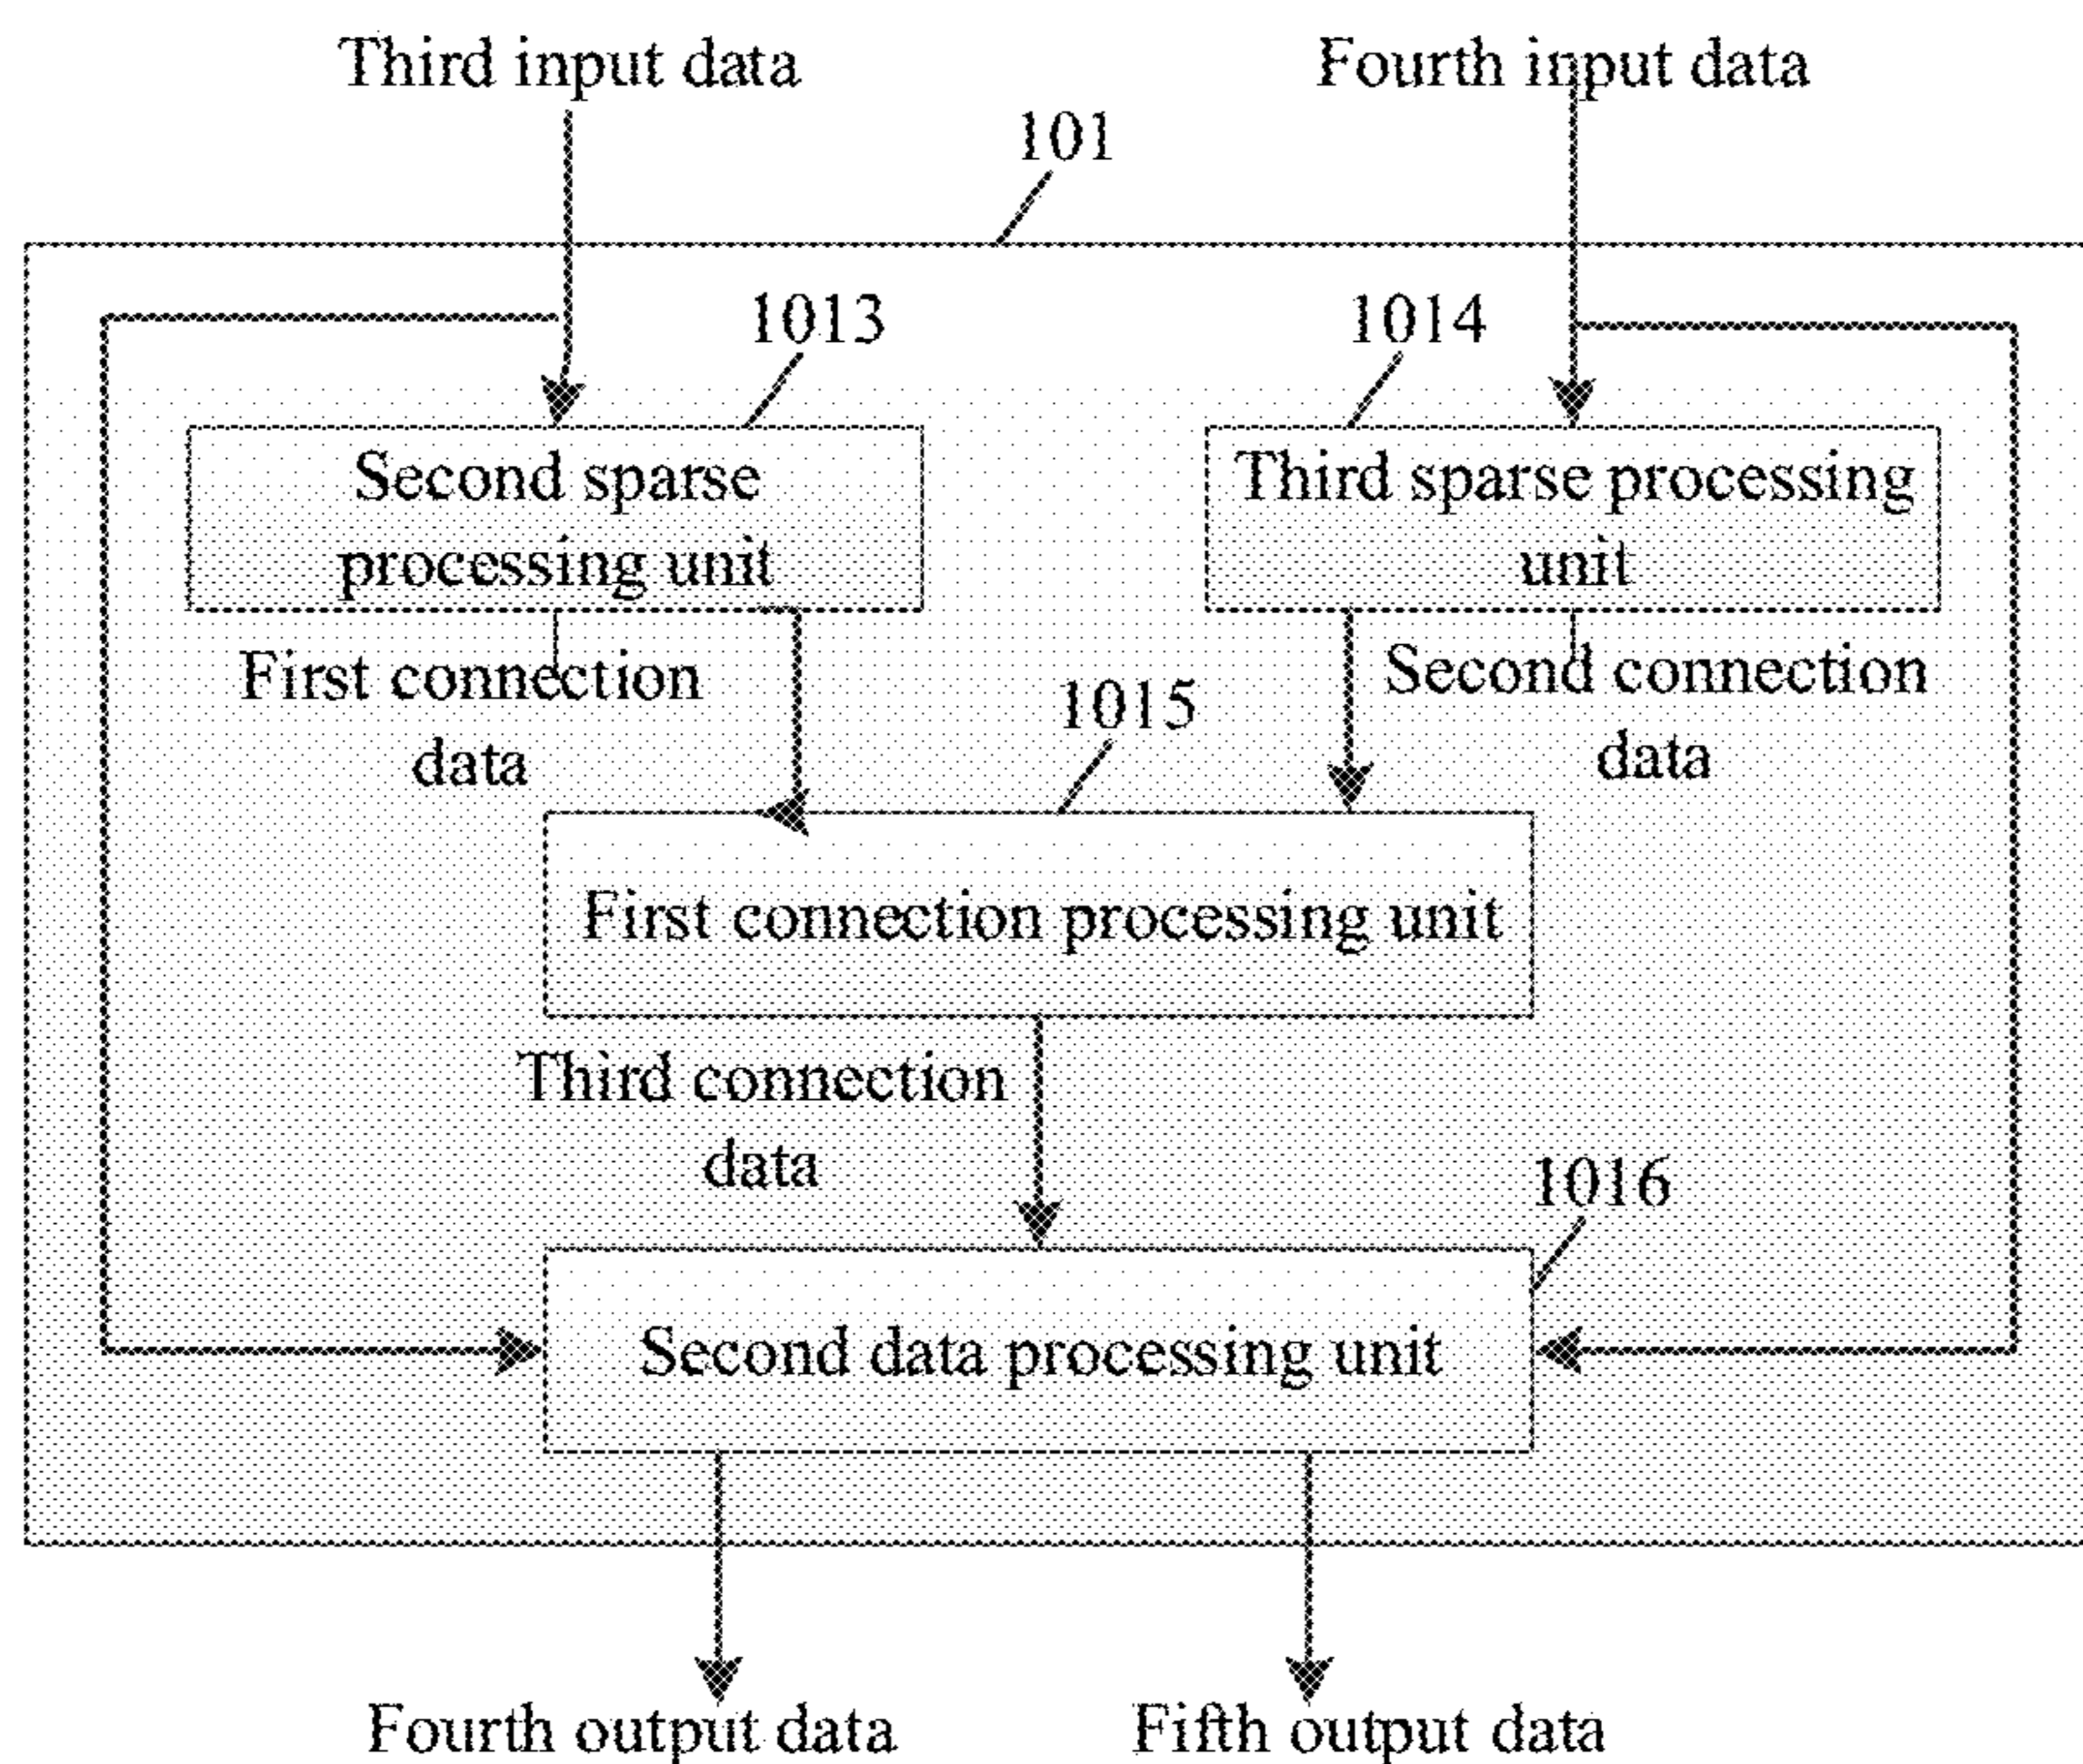 Third input data
Fourth input data
101
1013
1014
Second sparse
processing unit
Third sparse processing
unit
First connection
data
Second connection
data
1015
First connection processing unit
Third connection
data
1016
Second data processing unit
Fourth output data
Fifth output data